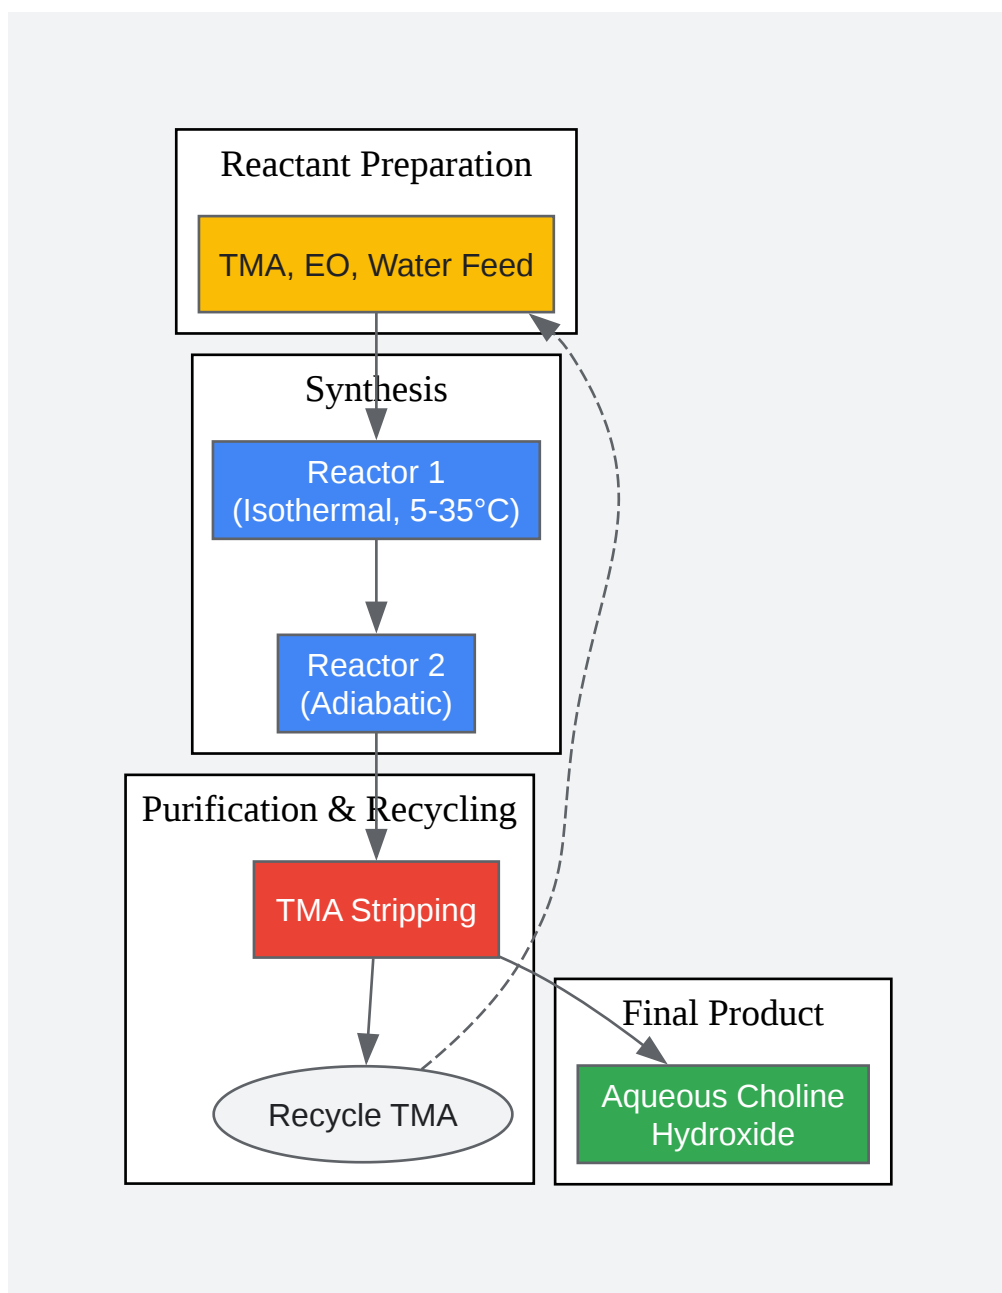 Reactant Preparation
TMA, EO, Water Feed
Synthesis
Reactor 1
(Isothermal, 5-35°C)
Reactor 2
(Adiabatic)
Purification & Recycling
TMA Stripping
Recycle TMA
Final Product
Aqueous Choline
Hydroxide